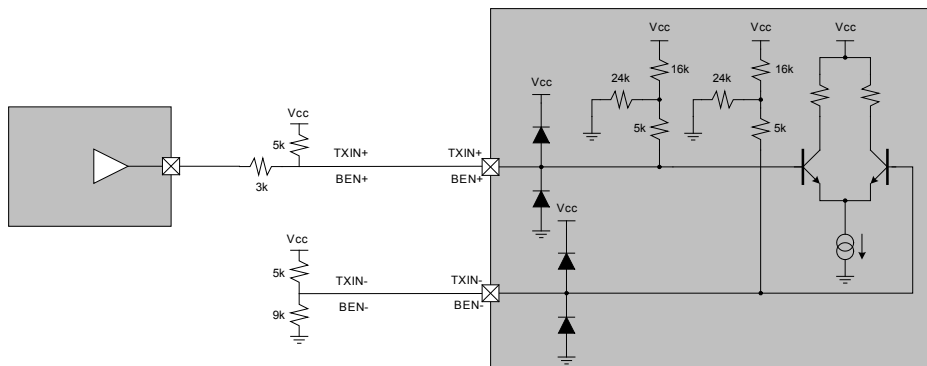 Vcc
Vcc
Vcc
16k
16k
24k
24k
Vcc
5k
5k
Vcc
5k
TXIN+
TXIN+
3k
BEN+
BEN+
Vcc
Vcc
5k
TXIN-
TXIN-
9k
BEN-
BEN-